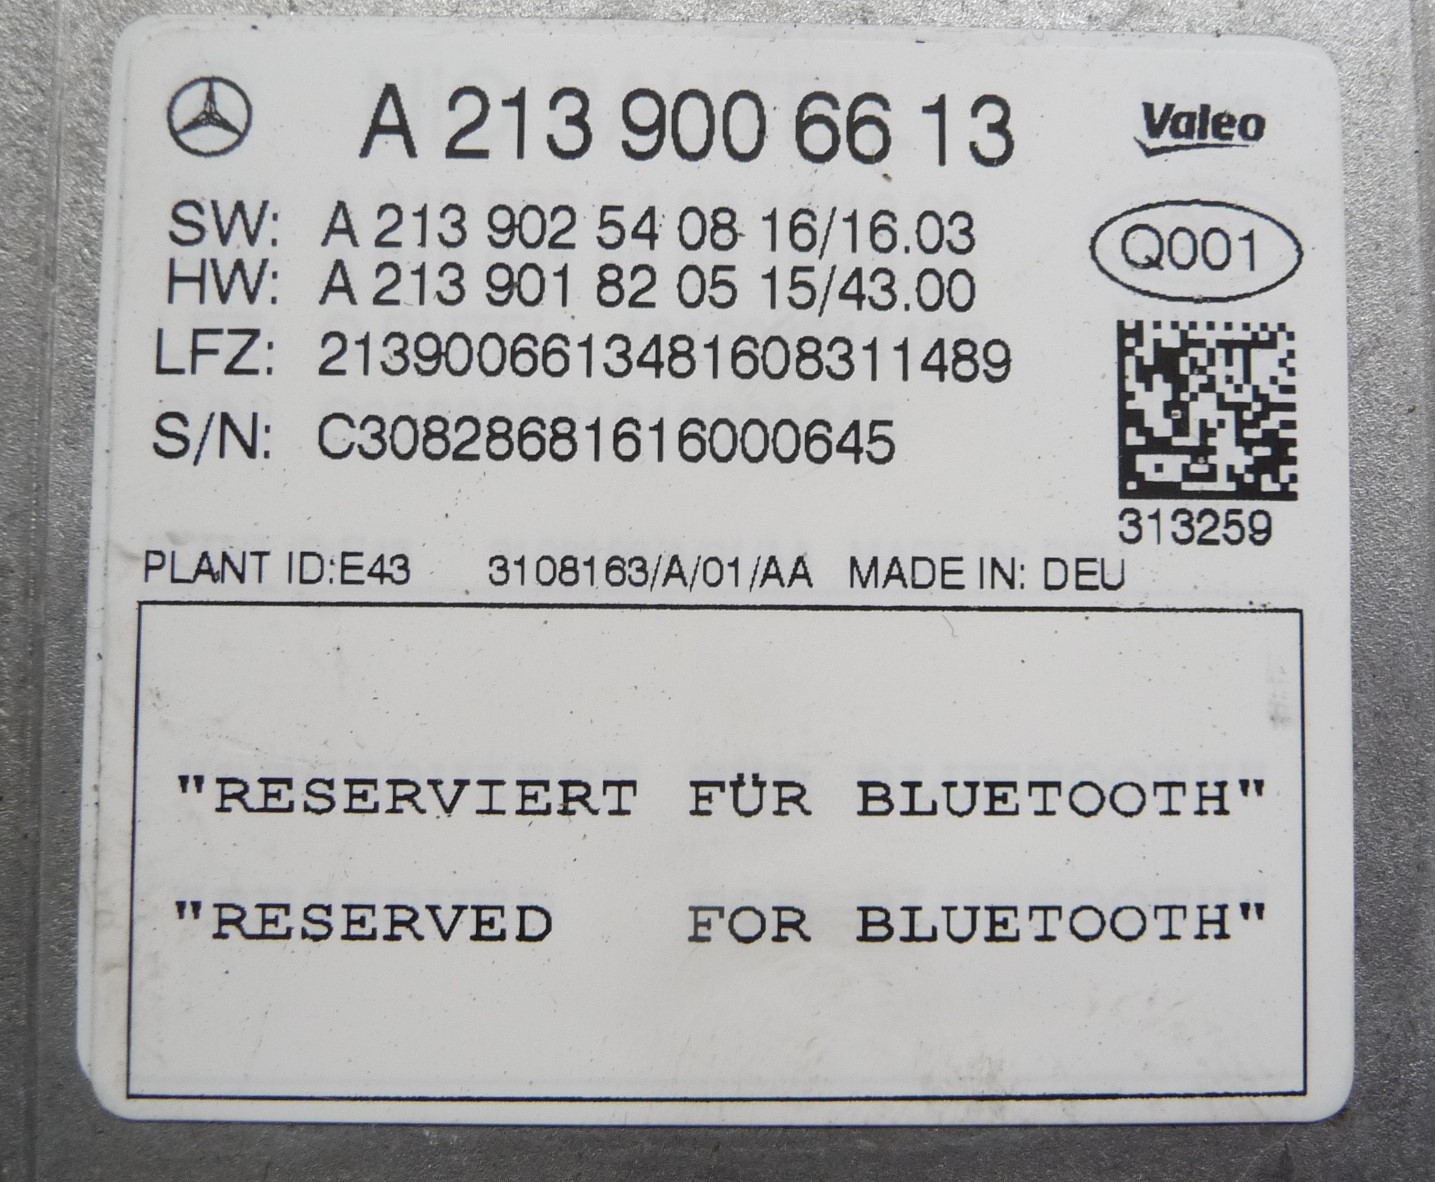 A 213 900 66 13
Valeo
SW: A 213 902 54 08 16/16.03
HW: A 213 901 82 05 15/43.00
Q001
LFZ: 2139006613481608311489
S/N: C30828681616000645
313259
PLANT ID:E43 3108163/A/01/AA MADE IN: DEU
"RESERVIERT FÜR BLUETOOTH"
"RESERVED FOR BLUETOOTH"